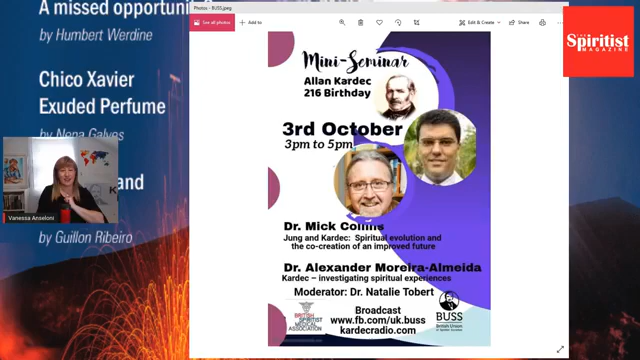 A missed opportunit
by Humbert Werdine
Chico Xavier
Exuded Perfume
by Nena Galves
and
by Guillon Ribeiro
Vanessa Anseloni
Photos - BUSS.jpeg
See all photos
Add to
Edit & Create
Share
THE
Spiritist
MAGAZINE
Mini-Seminar
Allan Kardec
216 Birthday
3rd October
3pm to 5pm
Dr. Mick Collins
Jung and Kardec: Spiritual evolution and
the co-creation of an improved future
Dr. Alexander Moreira-Almeida
Kardec – investigating spiritual experiences
Moderator: Dr. Natalie Tobert
Broadcast
www.fb.com/uk.buss
kardecradio.com
BRITISH
SPIRITIST
MEDICAL
ASSOCIATION
BUSS
British Union